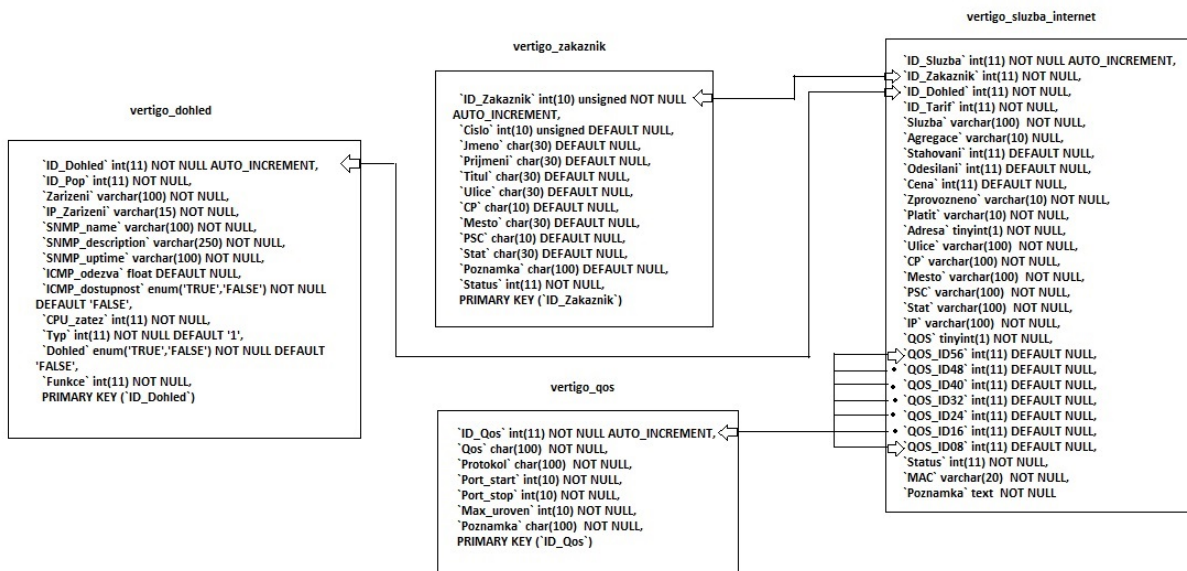 vertigo_dohled
`ID_Dohled` int(11) NOT NULL AUTO_INCREMENT,
`ID_Pop` int(11) NOT NULL,
`Zarizeni` varchar(100) NOT NULL,
`IP_Zarizeni` varchar(15) NOT NULL,
`SNMP_name` varchar(100) NOT NULL,
`SNMP_description` varchar(250) NOT NULL,
`SNMP_uptime` varchar(100) NOT NULL,
`ICMP_odezva` float DEFAULT NULL,
`ICMP_dostupnost` enum('TRUE','FALSE') NOT NULL
DEFAULT 'FALSE',
`CPU_zatez` int(11) NOT NULL,
`Typ` int(11) NOT NULL DEFAULT '1',
`Dohled` enum('TRUE','FALSE') NOT NULL DEFAULT
'FALSE',
`Funkce` int(11) NOT NULL,
PRIMARY KEY (`ID_Dohled`)
vertigo_zakaznik
`ID_Zakaznik` int(10) unsigned NOT NULL
AUTO_INCREMENT,
`Cislo` int(10) unsigned DEFAULT NULL,
`Jmeno` char(30) DEFAULT NULL,
`Prijmeni` char(30) DEFAULT NULL,
`Titul` char(30) DEFAULT NULL,
`Ulice` char(30) DEFAULT NULL,
`CP` char(10) DEFAULT NULL,
`Mesto` char(30) DEFAULT NULL,
`PSC` char(10) DEFAULT NULL,
`Stat` char(30) DEFAULT NULL,
`Poznamka` char(100) DEFAULT NULL,
`Status` int(11) NOT NULL,
PRIMARY KEY (`ID_Zakaznik`)
vertigo_qos
`ID_Qos` int(11) NOT NULL AUTO_INCREMENT,
`Qos` char(100) NOT NULL,
`Protokol` char(100) NOT NULL,
`Port_start` int(10) NOT NULL,
`Port_stop` int(10) NOT NULL,
`Max_uroven` int(10) NOT NULL,
`Poznamka` char(100) NOT NULL,
PRIMARY KEY (`ID_Qos`)
vertigo_sluzba_internet
`ID_Sluzba` int(11) NOT NULL AUTO_INCREMENT,
`ID_Zakaznik` int(11) NOT NULL,
`ID_Dohled` int(11) NOT NULL,
`ID_Tarif` int(11) NOT NULL,
`Sluzba` varchar(100) NOT NULL,
`Agregace` varchar(10) NULL,
`Stahovani` int(11) DEFAULT NULL,
`Odesilani` int(11) DEFAULT NULL,
`Cena` int(11) DEFAULT NULL,
`Zprovozneno` varchar(10) NOT NULL,
`Platit` varchar(10) NOT NULL,
`Adresa` tinyint(1) NOT NULL,
`Ulice` varchar(100) NOT NULL,
`CP` varchar(100) NOT NULL,
`Mesto` varchar(100) NOT NULL,
`PSC` varchar(100) NOT NULL,
`Stat` varchar(100) NOT NULL,
`IP` varchar(100) NOT NULL,
`QOS` tinyint(1) NOT NULL,
`QOS_ID56` int(11) DEFAULT NULL,
`QOS_ID48` int(11) DEFAULT NULL,
`QOS_ID40` int(11) DEFAULT NULL,
`QOS_ID32` int(11) DEFAULT NULL,
`QOS_ID24` int(11) DEFAULT NULL,
`QOS_ID16` int(11) DEFAULT NULL,
`QOS_ID08` int(11) DEFAULT NULL,
`Status` int(11) NOT NULL,
`MAC` varchar(20) NOT NULL,
`Poznamka` text NOT NULL